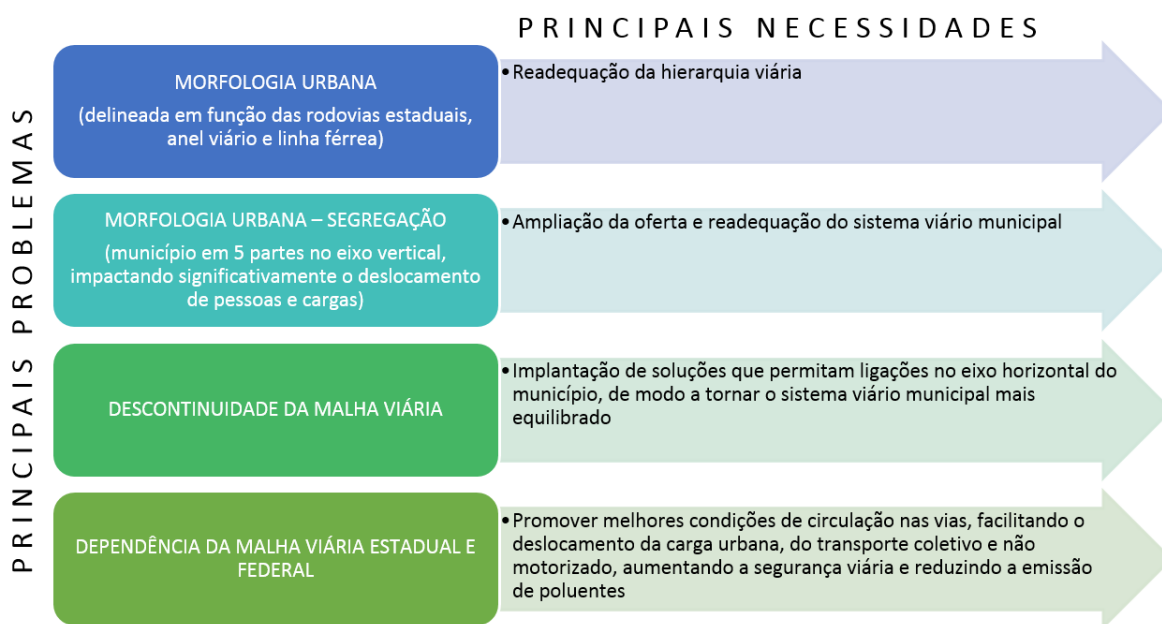 PRINCIPAIS NECESSIDADES
PRINCIPAIS PROBLEMAS
MORFOLOGIA URBANA
(delineada em função das rodovias estaduais,
anel viário e linha férrea)
•Readequação da hierarquia viária
MORFOLOGIA URBANA – SEGREGAÇÃO
(município em 5 partes no eixo vertical,
impactando significativamente o deslocamento
de pessoas e cargas)
•Ampliação da oferta e readequação do sistema viário municipal
DESCONTINUIDADE DA MALHA VIÁRIA
•Implantação de soluções que permitam ligações no eixo horizontal do
município, de modo a tornar o sistema viário municipal mais
equilibrado
DEPENDÊNCIA DA MALHA VIÁRIA ESTADUAL E
FEDERAL
•Promover melhores condições de circulação nas vias, facilitando o
deslocamento da carga urbana, do transporte coletivo e não
motorizado, aumentando a segurança viária e reduzindo a emissão
de poluentes